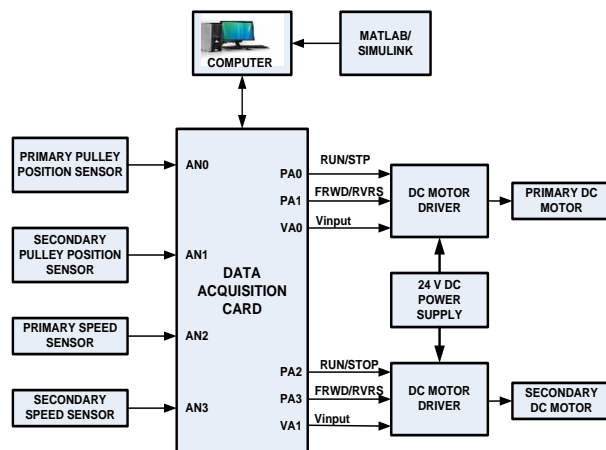 COMPUTER
MATLAB/
SIMULINK
PRIMARY PULLEY
POSITION SENSOR
SECONDARY
PULLEY POSITION
SENSOR
PRIMARY SPEED
SENSOR
SECONDARY
SPEED SENSOR
AN0
AN1
AN2
AN3
DATA
ACQUISITION
CARD
PA0
PA1
VA0
PA2
PA3
VA1
RUN/STP
FRWD/RVRS
Vinput
RUN/STOP
FRWD/RVRS
Vinput
DC MOTOR
DRIVER
24 V DC
POWER
SUPPLY
DC MOTOR
DRIVER
PRIMARY DC
MOTOR
SECONDARY
DC MOTOR